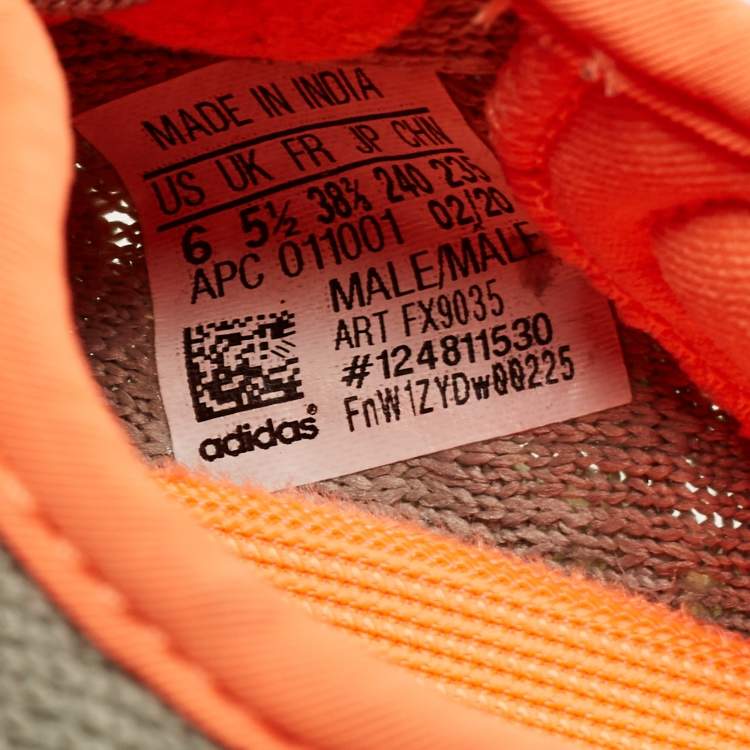 MADE IN INDIA
US UK FR JP CHN
6 5½ 38⅔ 240 235
APC 011001 02/20
MALE/MÂLE
ART FX9035
#124811530
FnW1ZYDw00225
adidas®